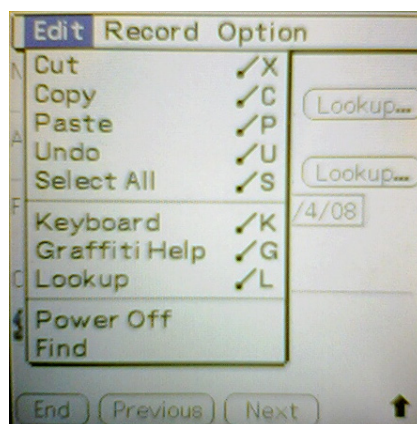 Edit Record Option
Cut ✓X
Copy ✓C
Lookup...
Paste ✓P
Undo ✓U
Select All ✓S
Lookup...
/4/08
Keyboard ✓K
Graffiti Help ✓G
Lookup ✓L
Power Off
Find
End Previous Next